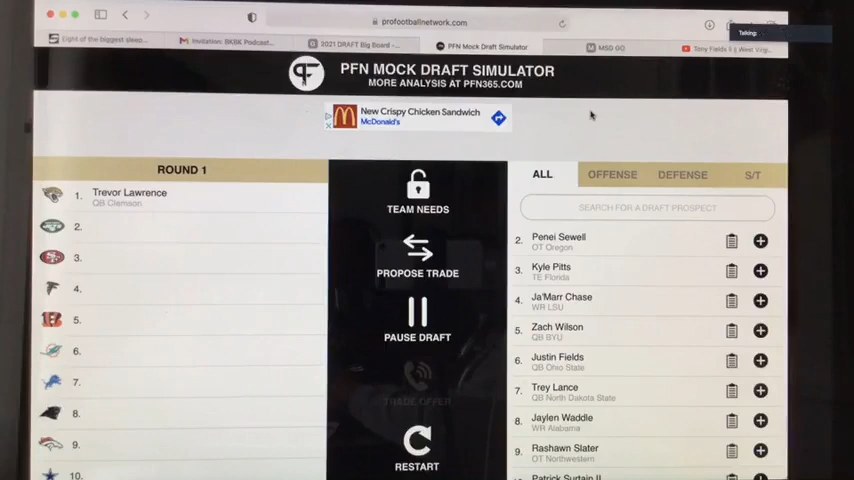 profootballnetwork.com
Talking:
Eight of the biggest sleep...
Invitation: BKBK Podcast...
2021 DRAFT Big Board -...
PFN Mock Draft Simulator
MSG GO
Tony Fields II || West Virgi...
PFN MOCK DRAFT SIMULATOR
MORE ANALYSIS AT PFN365.COM
New Crispy Chicken Sandwich
McDonald's
ROUND 1
1. Trevor Lawrence
QB Clemson
2.
3.
4.
5.
6.
7.
8.
9.
10.
TEAM NEEDS
PROPOSE TRADE
PAUSE DRAFT
TRADE OFFER
RESTART
ALL OFFENSE DEFENSE S/T
SEARCH FOR A DRAFT PROSPECT
2. Penei Sewell
OT Oregon
3. Kyle Pitts
TE Florida
4. Ja'Marr Chase
WR LSU
5. Zach Wilson
QB BYU
6. Justin Fields
QB Ohio State
7. Trey Lance
QB North Dakota State
8. Jaylen Waddle
WR Alabama
9. Rashawn Slater
OT Northwestern
Patrick Surtain II